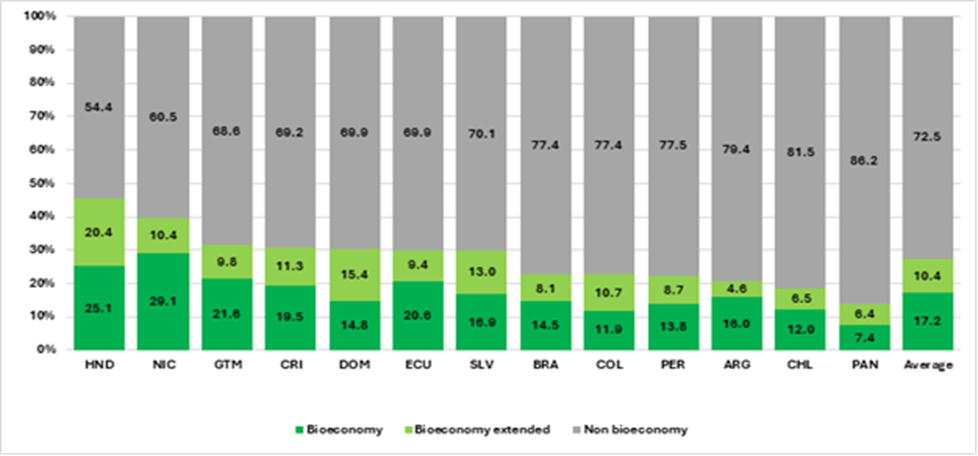 100%
90%
80%
70%
60%
50%
40%
30%
20%
10%
0%
54.4 60.5 68.6 69.2 69.9 69.9 70.1 77.4 77.4 77.5 79.4 81.5 86.2 72.5
20.4 10.4 9.8 11.3 15.4 9.4 13.0 8.1 10.7 8.7 4.6 6.5 6.4 10.4
25.1 29.1 21.6 19.5 14.8 20.6 16.9 14.5 11.9 13.8 16.0 12.0 7.4 17.2
HND NIC GTM CRI DOM ECU SLV BRA COL PER ARG CHL PAN Average
Bioeconomy Bioeconomy extended Non bioeconomy